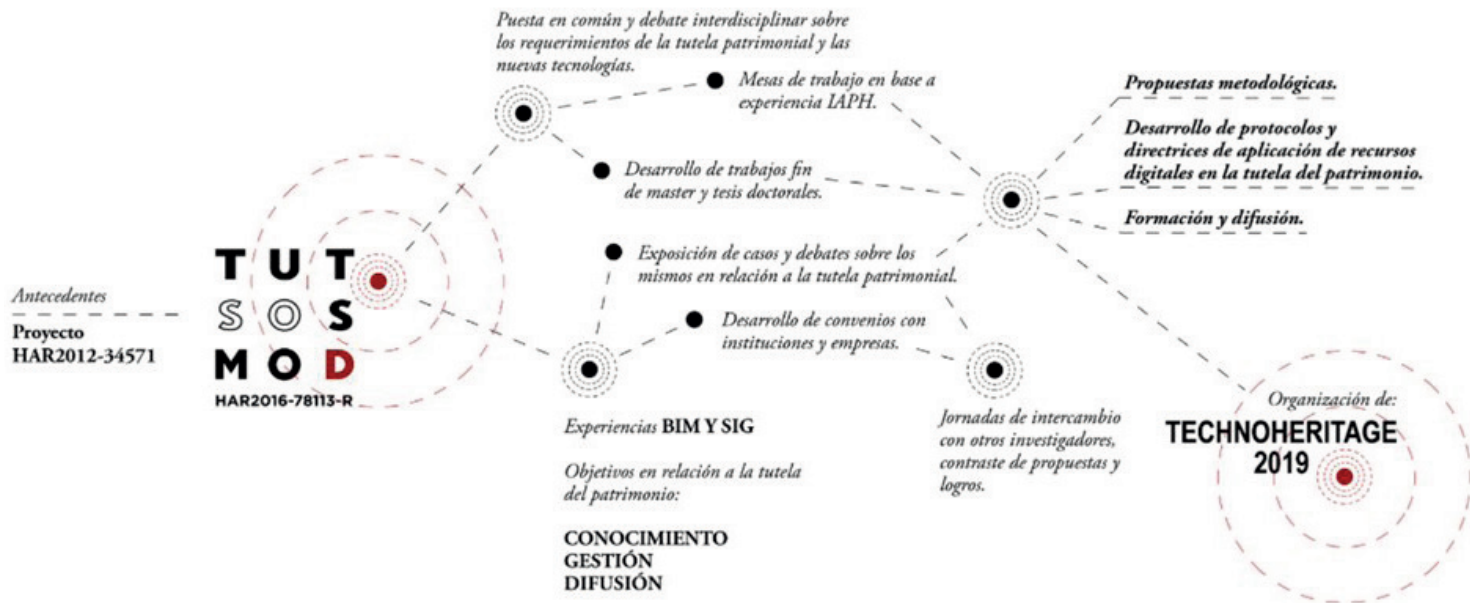 Antecedentes
Proyecto
HAR2012-34571
TUT
SOS
MOD
HAR2016-78113-R
Puesta en común y debate interdisciplinar sobre
los requerimientos de la tutela patrimonial y las
nuevas tecnologías.
Mesas de trabajo en base a
experiencia IAPH.
Desarrollo de trabajos fin
de master y tesis doctorales.
Exposición de casos y debates sobre los
mismos en relación a la tutela patrimonial.
Desarrollo de convenios con
instituciones y empresas.
Experiencias BIM Y SIG
Objetivos en relación a la tutela
del patrimonio:
CONOCIMIENTO
GESTIÓN
DIFUSIÓN
Jornadas de intercambio
con otros investigadores,
contraste de propuestas y
logros.
Propuestas metodológicas.
Desarrollo de protocolos y
directrices de aplicación de recursos
digitales en la tutela del patrimonio.
Formación y difusión.
Organización de:
TECHNOHERITAGE
2019